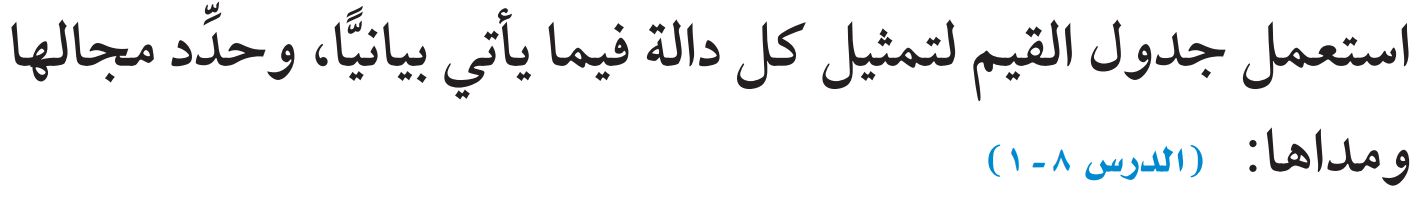 استعمل جدول القيم لتمثيل كل دالة فيما يأتي بيانيًّا، وحدِّد مجالها
ومداها: (الدرس ٨-١)